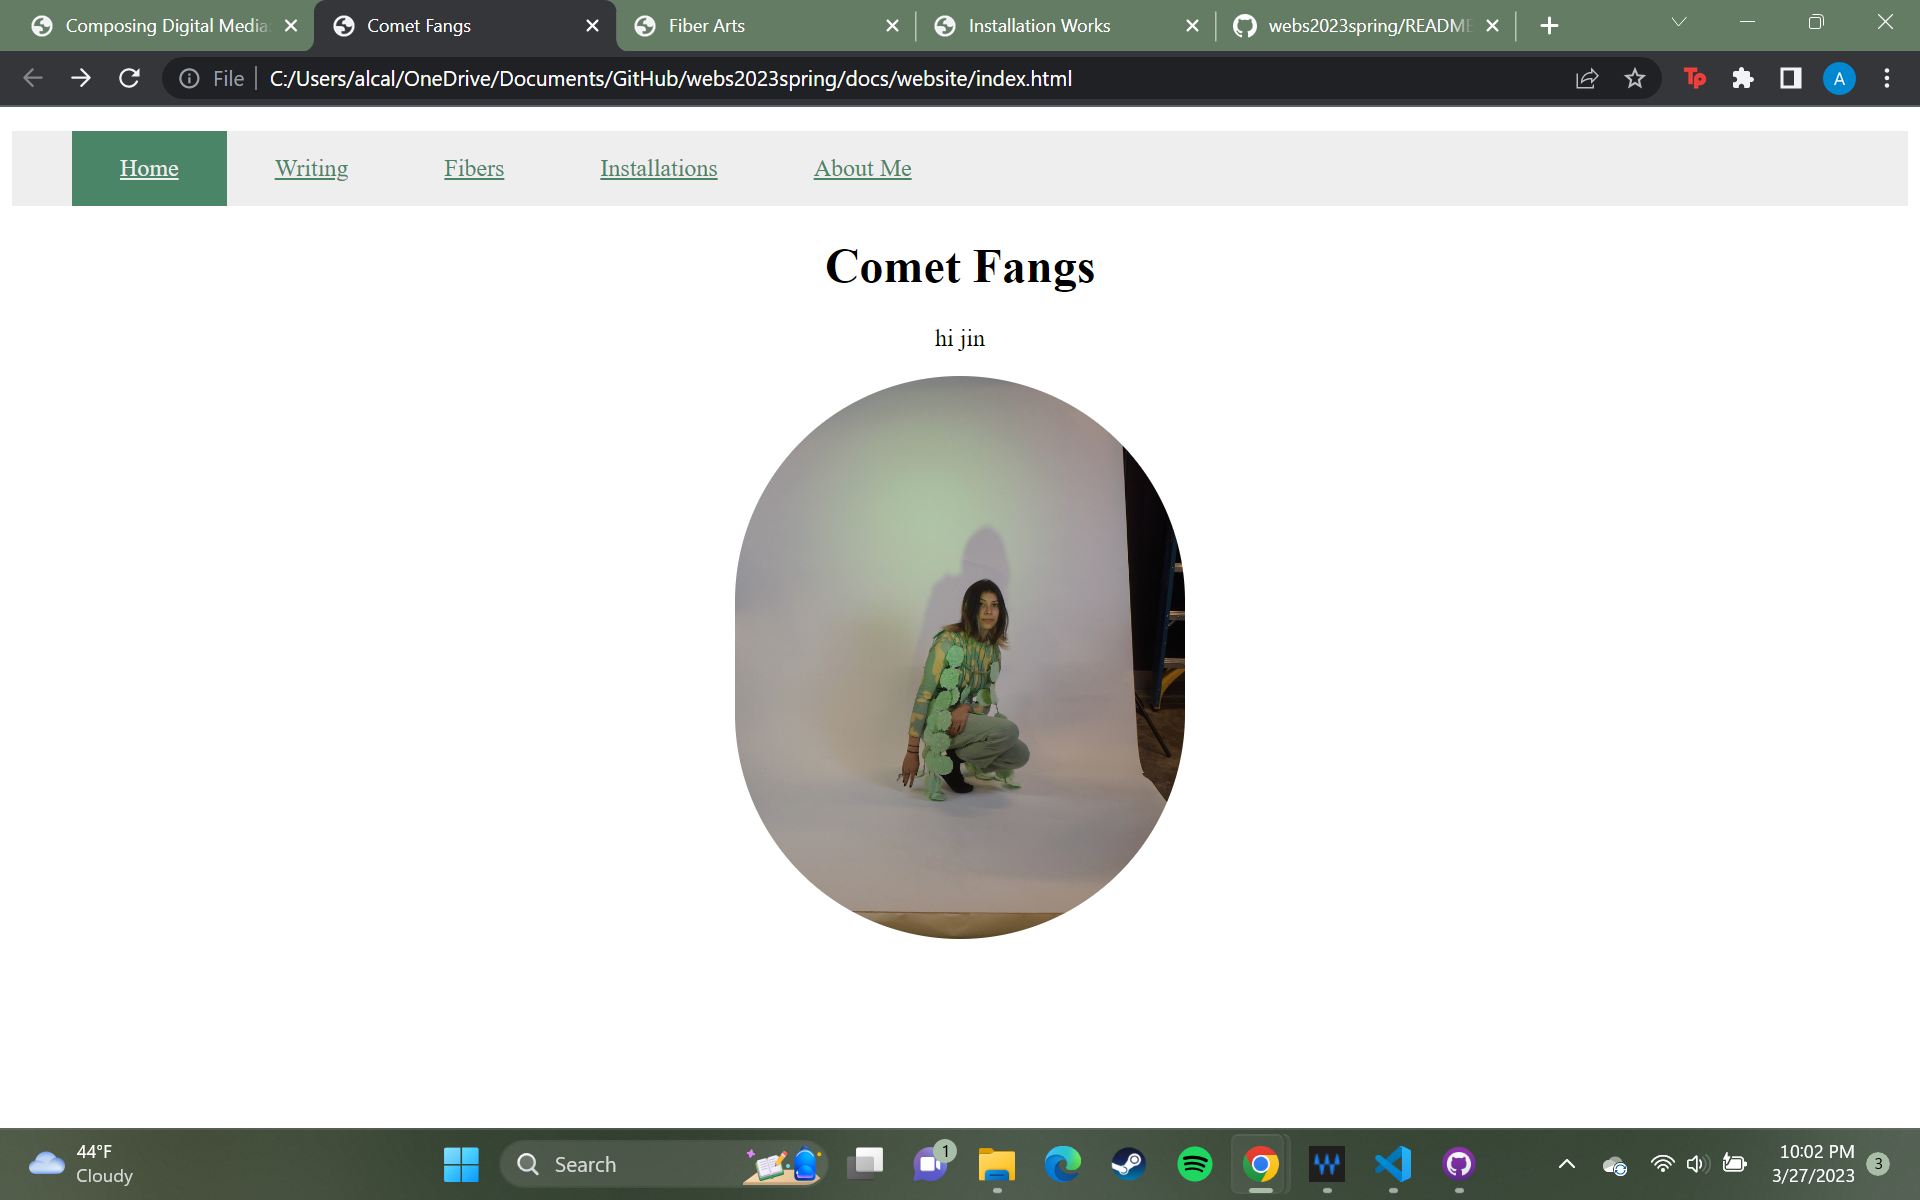 Composing Digital Media:
Comet Fangs
Fiber Arts
Installation Works
webs2023spring/README
File
C:/Users/alcal/OneDrive/Documents/GitHub/webs2023spring/docs/website/index.html
Tp
A
Home
Writing
Fibers
Installations
About Me
Comet Fangs
hi jin
44°F
Cloudy
Search
1
10:02 PM
3/27/2023
3